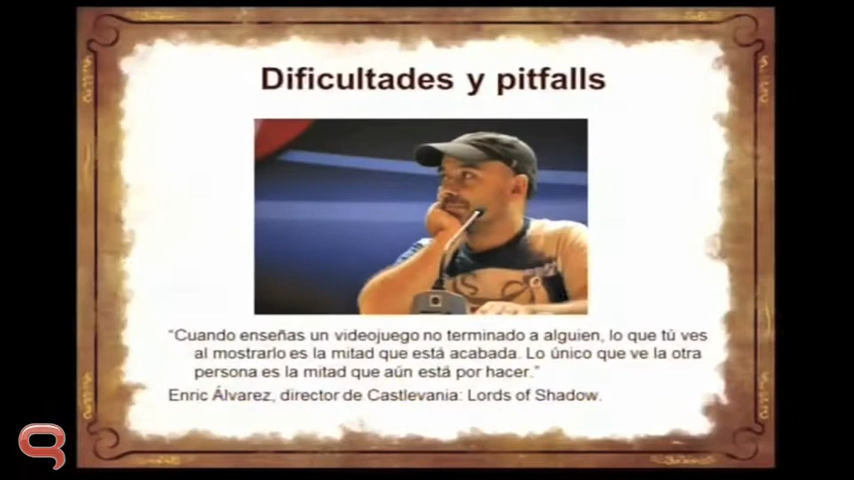 Dificultades y pitfalls
“Cuando enseñas un videojuego no terminado a alguien, lo que tú ves
al mostrarlo es la mitad que está acabada. Lo único que ve la otra
persona es la mitad que aún está por hacer.”
Enric Álvarez, director de Castlevania: Lords of Shadow.